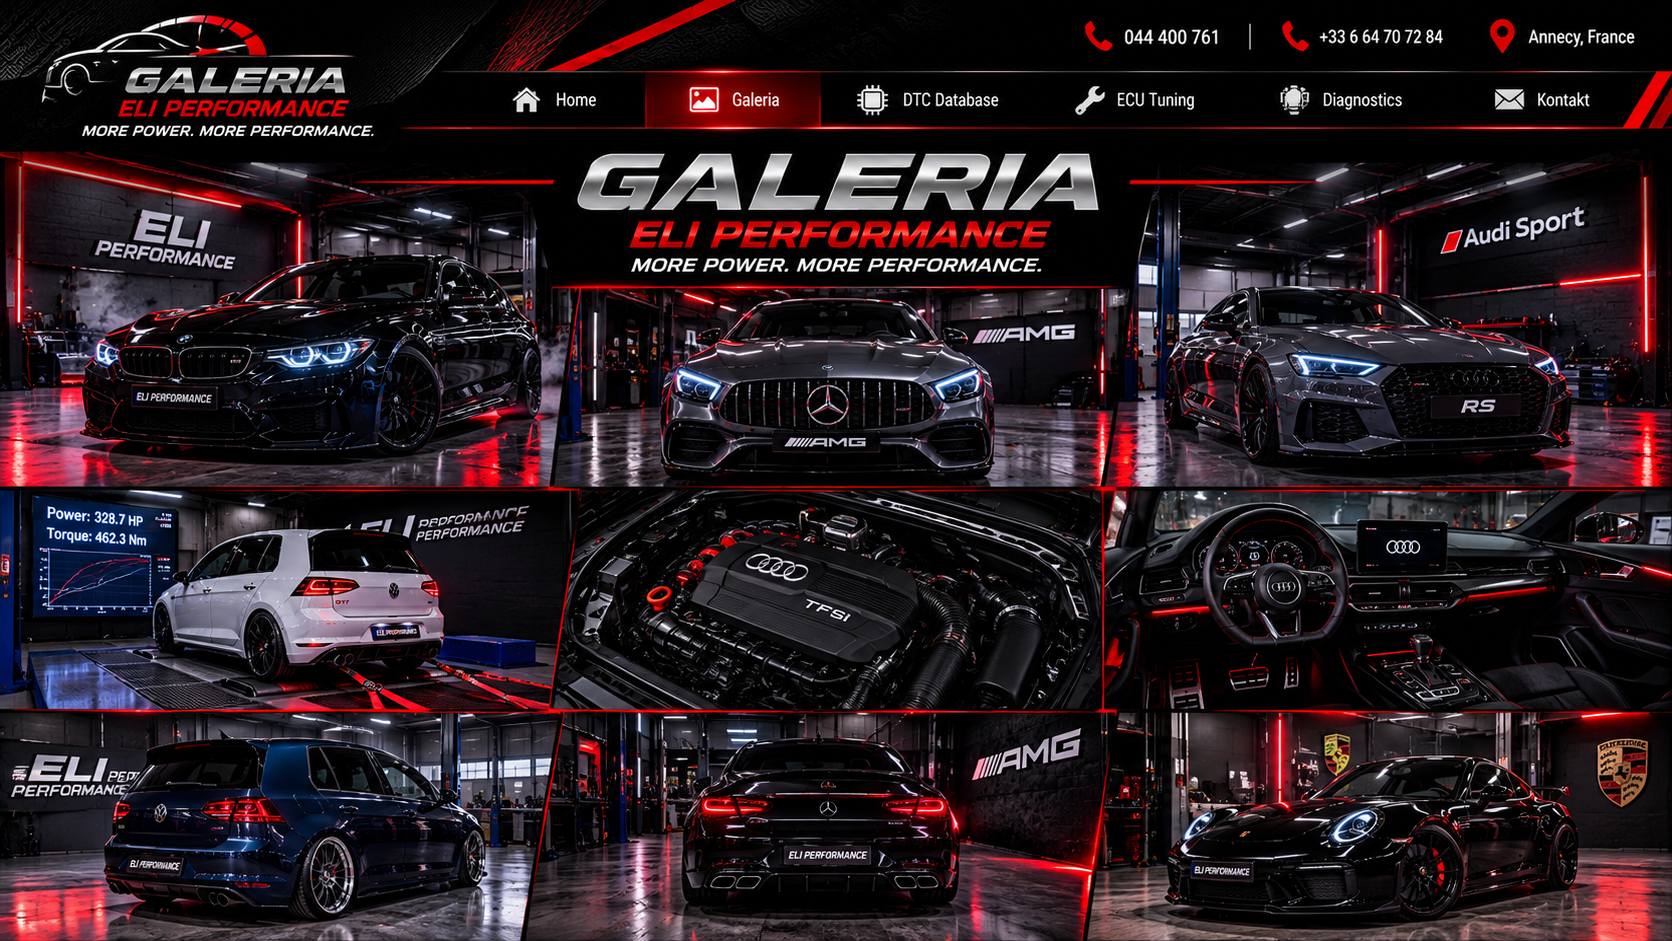 GALERIA
ELI PERFORMANCE
MORE POWER. MORE PERFORMANCE.
044 400 761
+33 6 64 70 72 84
Annecy, France
Home
Galeria
DTC Database
ECU Tuning
Diagnostics
Kontakt
GALERIA
ELI PERFORMANCE
MORE POWER. MORE PERFORMANCE.
ELI
PERFORMANCE
ELI PERFORMANCE
AMG
AMG
Audi Sport
RS
Power: 328.7 HP
Torque: 462.3 Nm
ELI
PERFORMANCE
GTI
TFSi
ELI
PERFORMANCE
ELI PERFORMANCE
AMG
ELI PERFORMANCE
ELI PERFORMANCE